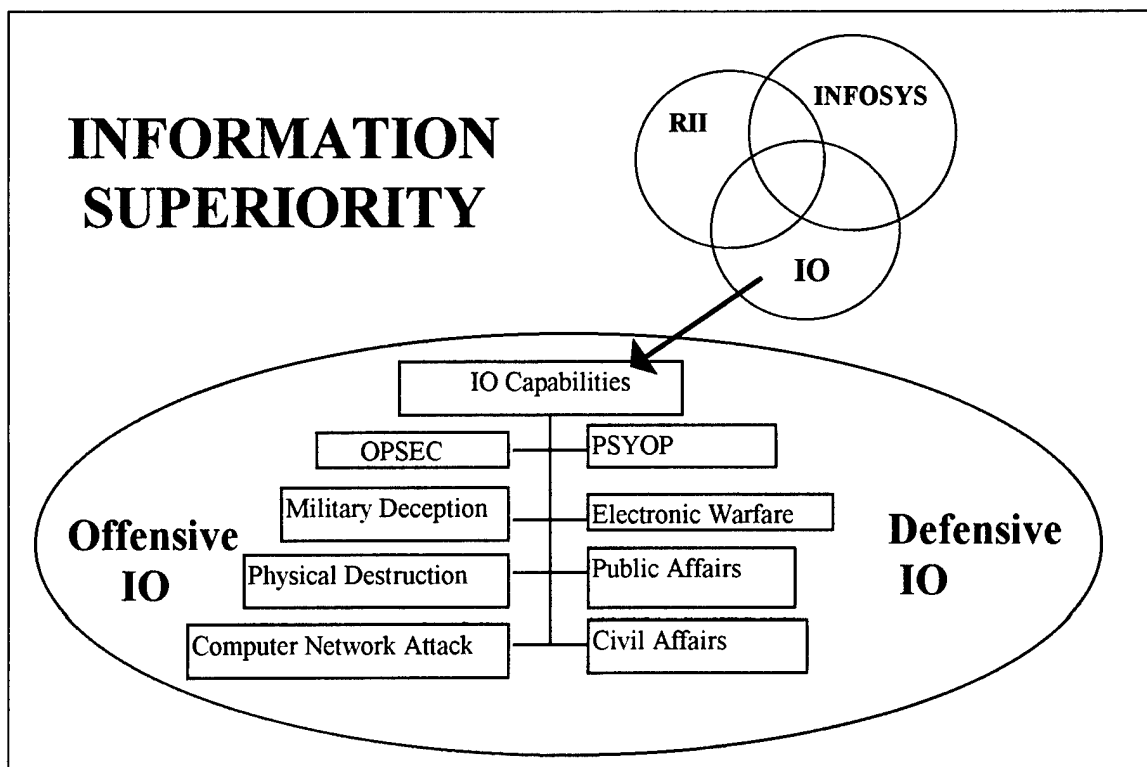 INFORMATION
SUPERIORITY
RII
INFOSYS
IO
IO Capabilities
OPSEC
PSYOP
Military Deception
Electronic Warfare
Offensive
IO
Defensive
IO
Physical Destruction
Public Affairs
Computer Network Attack
Civil Affairs